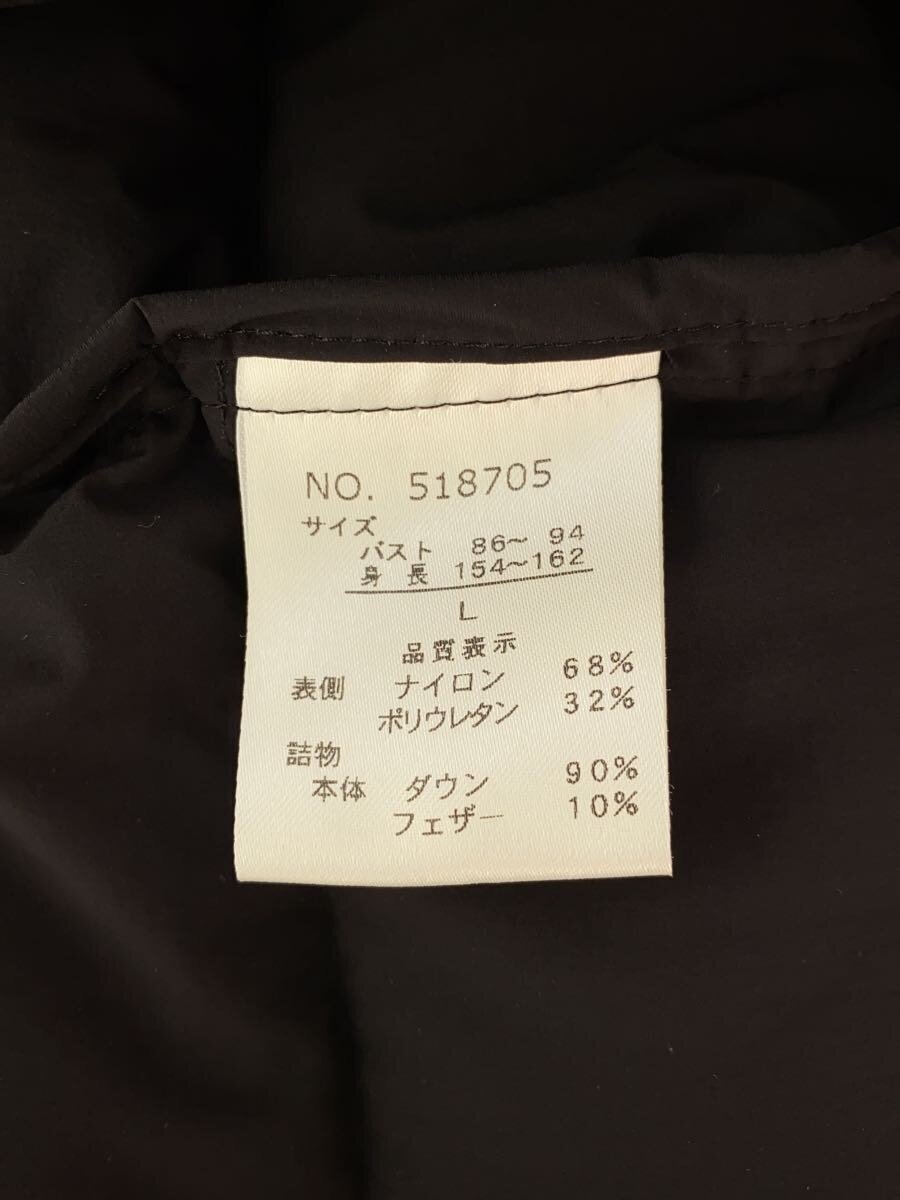 NO. 518705
サイズ
バスト 86～ 94
身 長 154～162
L
品質表示
表側 ナイロン 68%
ポリウレタン 32%
詰物
本体 ダウン 90%
フェザー 10%